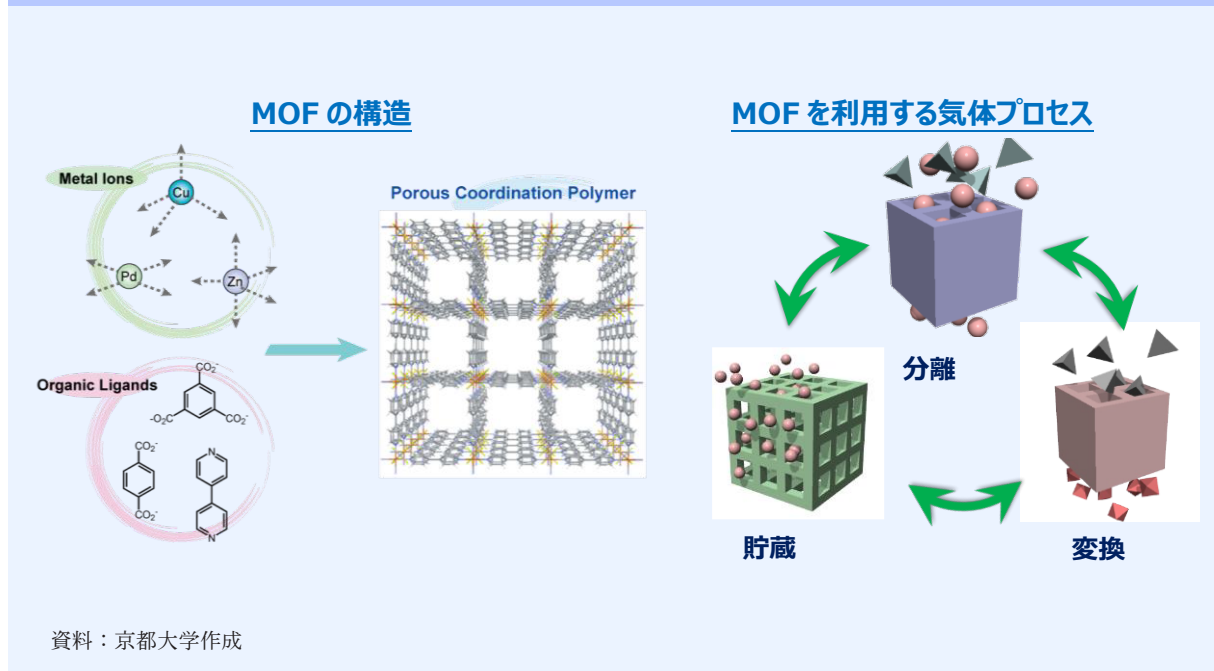 MOF の構造
MOF を利用する気体プロセス
Metal Ions
Cu
Pd
Zn
Organic Ligands
CO₂⁻
⁻O₂C
CO₂⁻
CO₂⁻
CO₂⁻
N
N
Porous Coordination Polymer
分離
貯蔵
変換
資料：京都大学作成